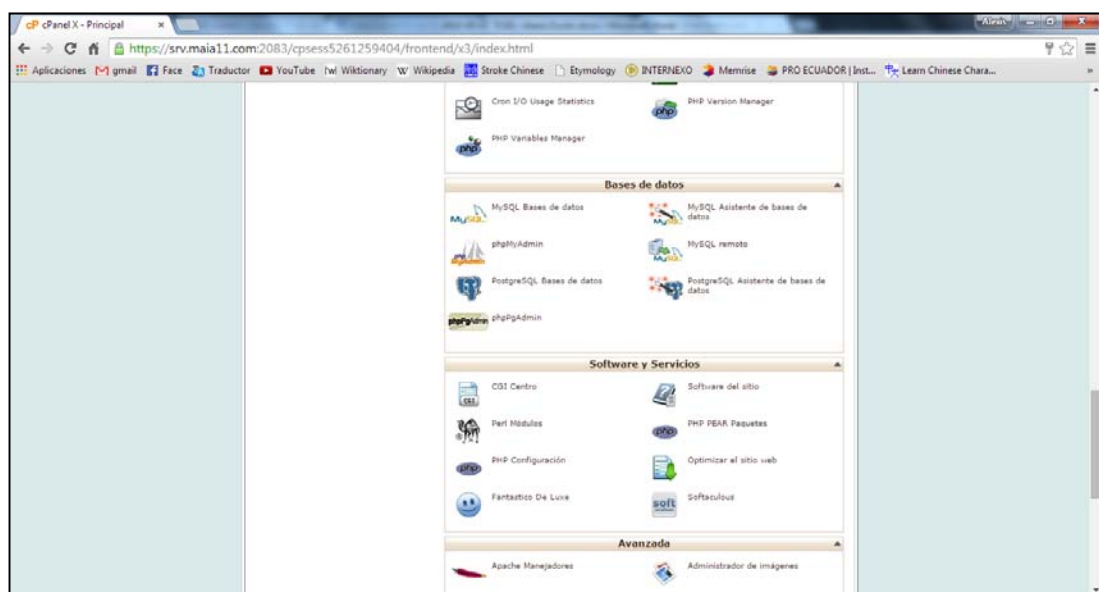 cPanel X - Principal
Alexis
https://srv.maia11.com:2083/cpsess5261259404/frontend/x3/index.html
Aplicaciones gmail Face Traductor YouTube Wiktionary Wikipedia Stroke Chinese Etymology INTERNEXO Memrise PRO ECUADOR | Inst... Learn Chinese Chara... »
Cron I/O Usage Statistics PHP Version Manager
PHP Variables Manager
Bases de datos
MySQL Bases de datos MySQL Asistente de bases de
datos
phpMyAdmin MySQL remoto
PostgreSQL Bases de datos PostgreSQL Asistente de bases de
datos
phpPgAdmin phpPgAdmin
Software y Servicios
CGI Centro Software del sitio
Perl Módulos PHP PEAR Paquetes
PHP Configuración Optimizar el sitio web
Fantastico De Luxe Softaculous
Avanzada
Apache Manejadores Administrador de imágenes